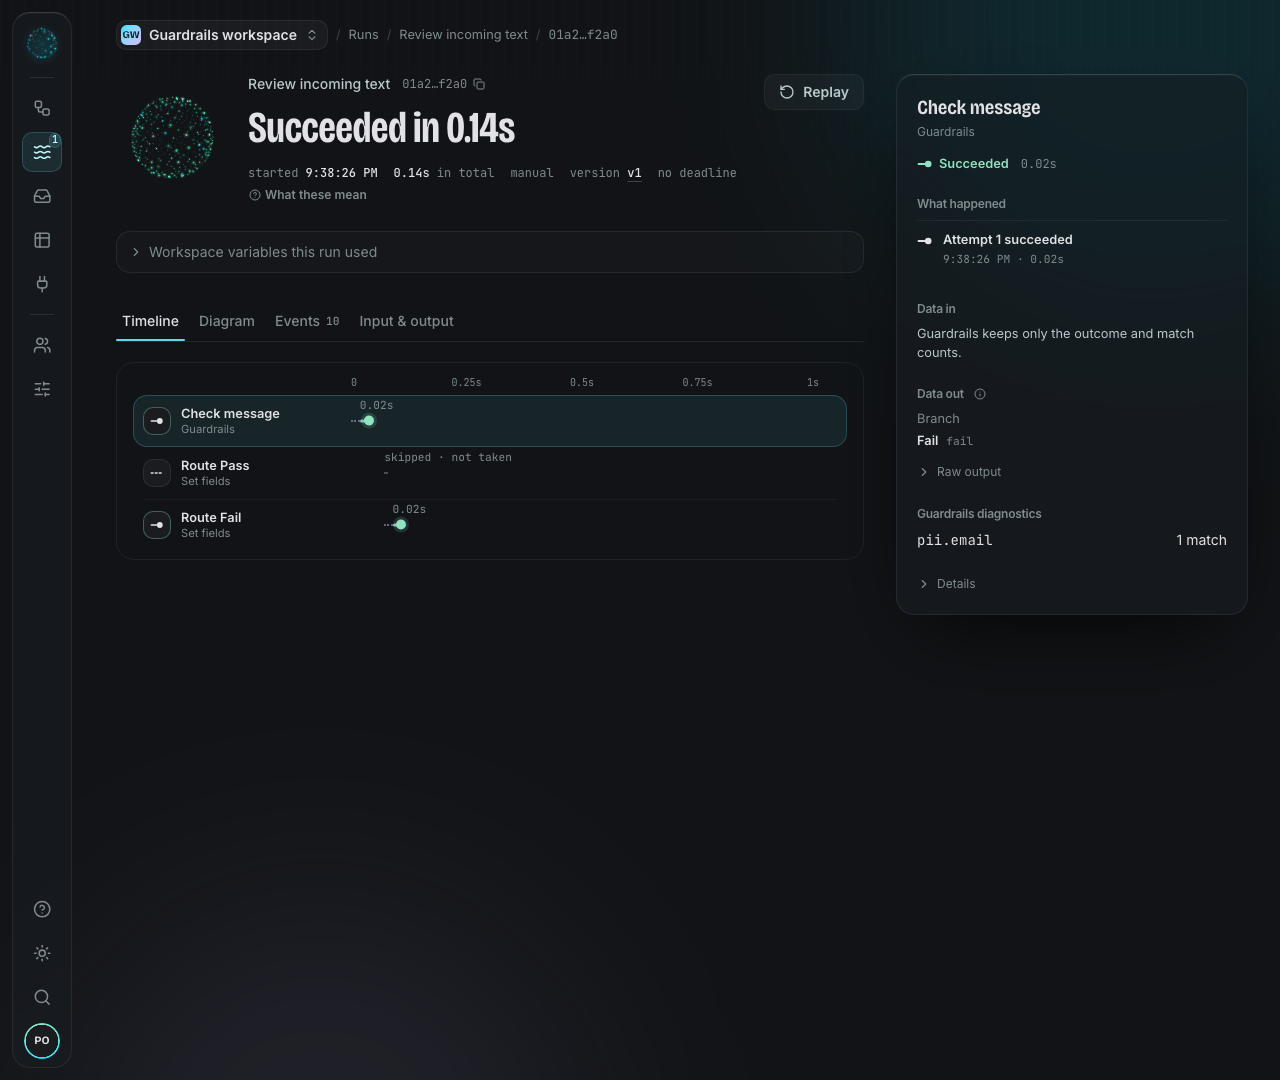 GW Guardrails workspace / Runs / Review incoming text / 01a2…f2a0
1
Review incoming text 01a2…f2a0
Replay
Succeeded in 0.14s
started 9:38:26 PM 0.14s in total manual version v1 no deadline
What these mean
Workspace variables this run used
Timeline Diagram Events 10 Input & output
0 0.25s 0.5s 0.75s 1s
0.02s
Check message
Guardrails
skipped · not taken
Route Pass
Set fields
0.02s
Route Fail
Set fields
Check message
Guardrails
Succeeded 0.02s
What happened
Attempt 1 succeeded
9:38:26 PM · 0.02s
Data in
Guardrails keeps only the outcome and match
counts.
Data out
Branch
Fail fail
Raw output
Guardrails diagnostics
pii.email 1 match
Details
PO